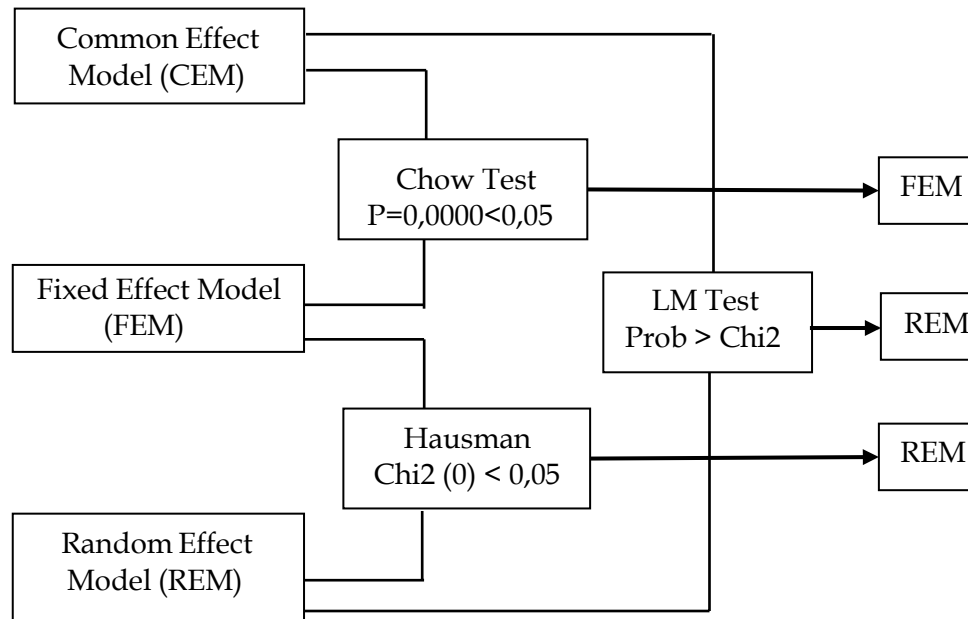 Common Effect
Model (CEM)
Chow Test
P=0,0000<0,05
FEM
Fixed Effect Model
(FEM)
LM Test
Prob > Chi2
REM
Hausman
Chi2 (0) < 0,05
REM
Random Effect
Model (REM)